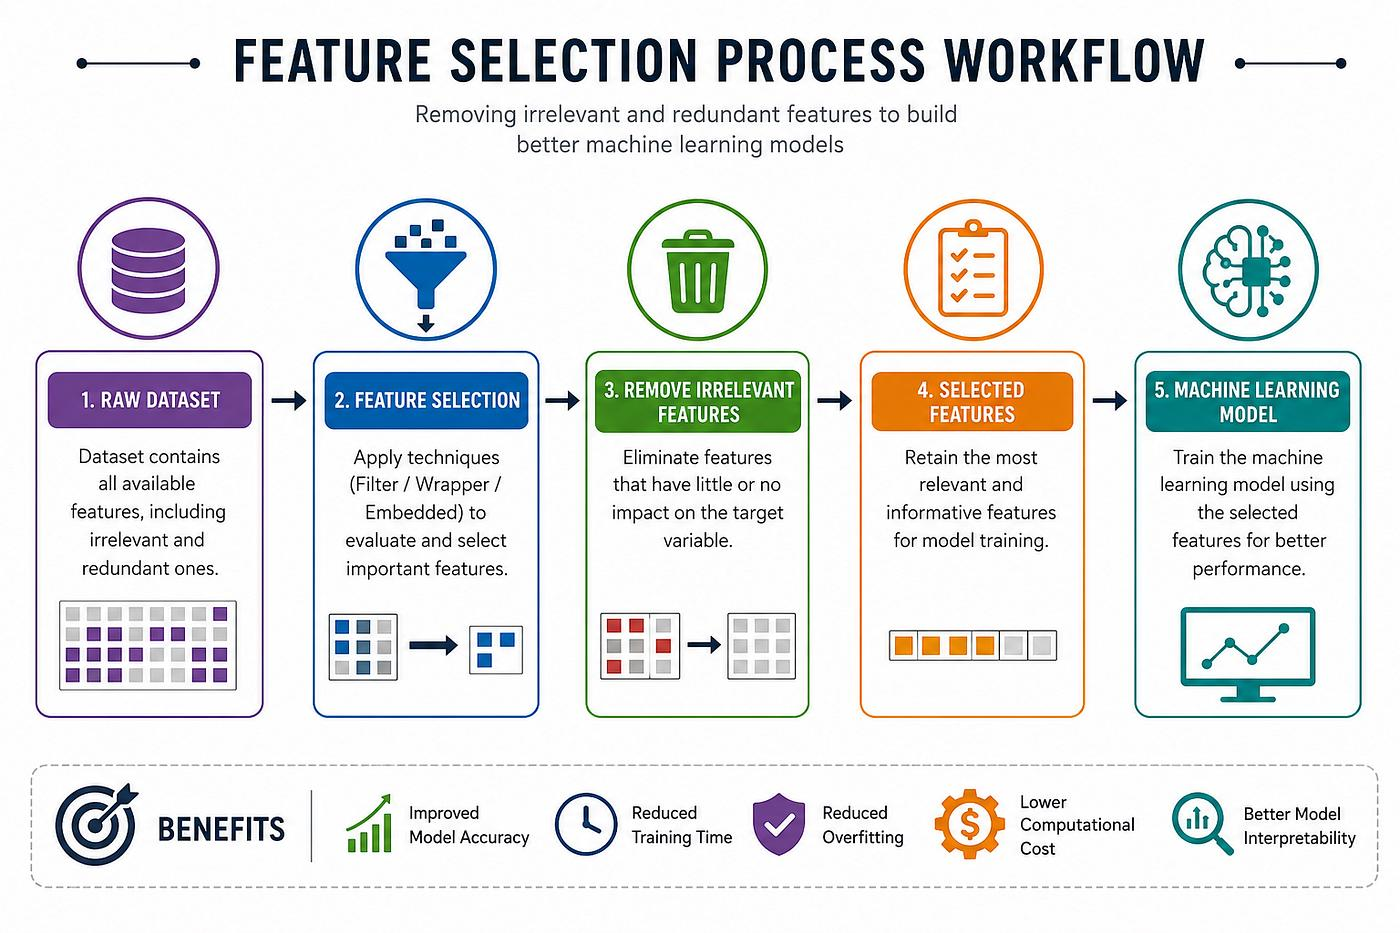 FEATURE SELECTION PROCESS WORKFLOW
Removing irrelevant and redundant features to build
better machine learning models
1. RAW DATASET
Dataset contains
all available
features, including
irrelevant and
redundant ones.
2. FEATURE SELECTION
Apply techniques
(Filter / Wrapper /
Embedded) to
evaluate and select
important features.
3. REMOVE IRRELEVANT
FEATURES
Eliminate features
that have little or no
impact on the target
variable.
4. SELECTED
FEATURES
Retain the most
relevant and
informative features
for model training.
5. MACHINE LEARNING
MODEL
Train the machine
learning model using
the selected
features for better
performance.
BENEFITS
Improved
Model Accuracy
Reduced
Training Time
Reduced
Overfitting
$
Lower
Computational
Cost
Better Model
Interpretability